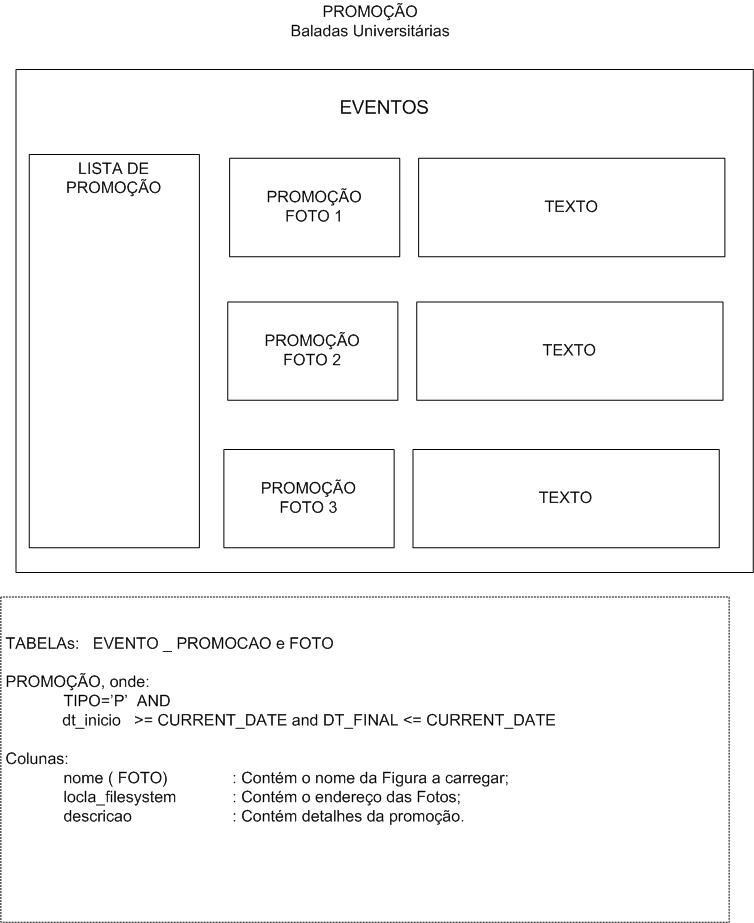 PROMOÇÃO
Baladas Universitárias
EVENTOS
LISTA DE
PROMOÇÃO
PROMOÇÃO
FOTO 1
TEXTO
PROMOÇÃO
FOTO 2
TEXTO
PROMOÇÃO
FOTO 3
TEXTO
TABELAs: EVENTO _ PROMOCAO e FOTO
PROMOÇÃO, onde:
TIPO='P' AND
dt_inicio >= CURRENT_DATE and DT_FINAL <= CURRENT_DATE
Colunas:
nome ( FOTO) : Contém o nome da Figura a carregar;
locla_filesystem : Contém o endereço das Fotos;
descricao : Contém detalhes da promoção.